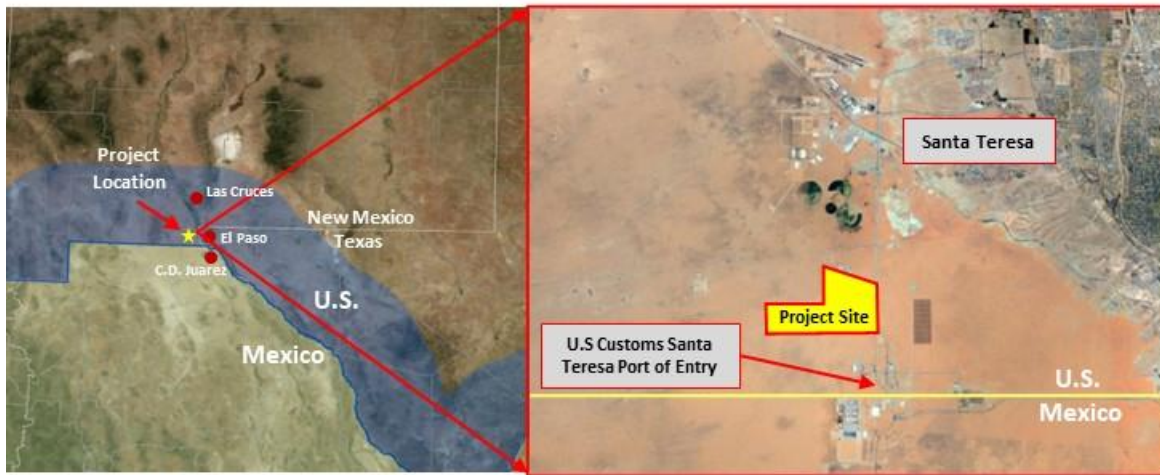 Project
Location
Las Cruces
New Mexico
Texas
El Paso
C.D. Juarez
U.S.
Mexico
Santa Teresa
Project Site
U.S Customs Santa
Teresa Port of Entry
U.S.
Mexico